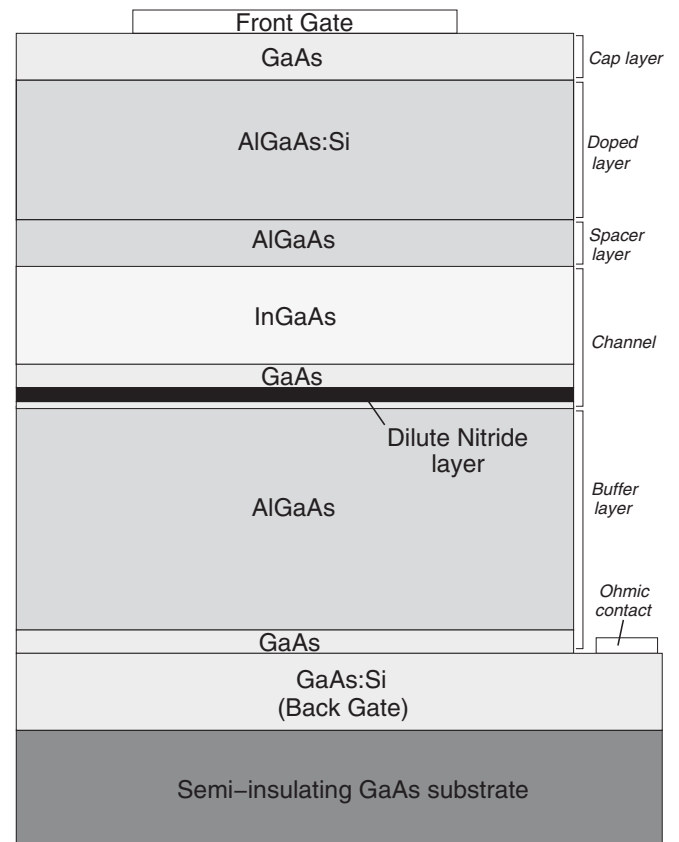 Front Gate
GaAs
Cap layer
AlGaAs:Si
Doped
layer
AlGaAs
Spacer
layer
InGaAs
Channel
GaAs
Dilute Nitride
layer
AlGaAs
Buffer
layer
Ohmic
contact
GaAs
GaAs:Si
(Back Gate)
Semi−insulating GaAs substrate